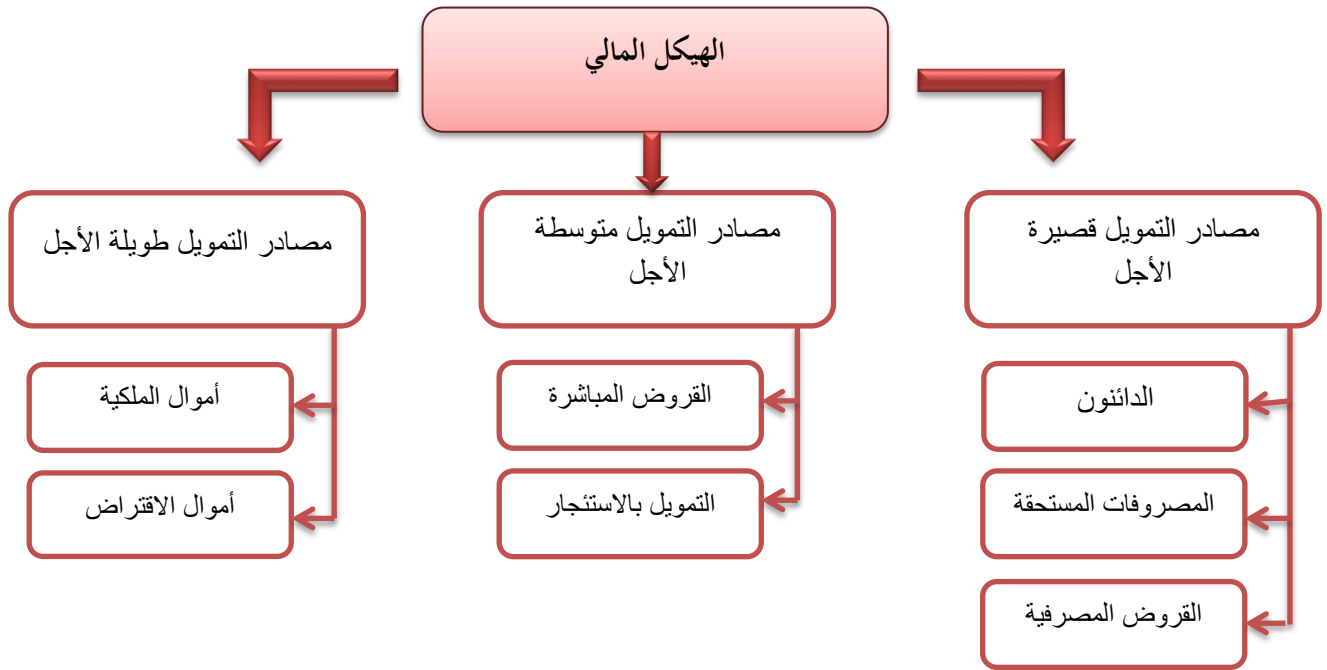 الهيكل المالي
مصادر التمويل قصيرة
الأجل
مصادر التمويل متوسطة
الأجل
مصادر التمويل طويلة الأجل
الدائنون
المصروفات المستحقة
القروض المصرفية
القروض المباشرة
التمويل بالاستئجار
أموال الملكية
أموال الاقتراض